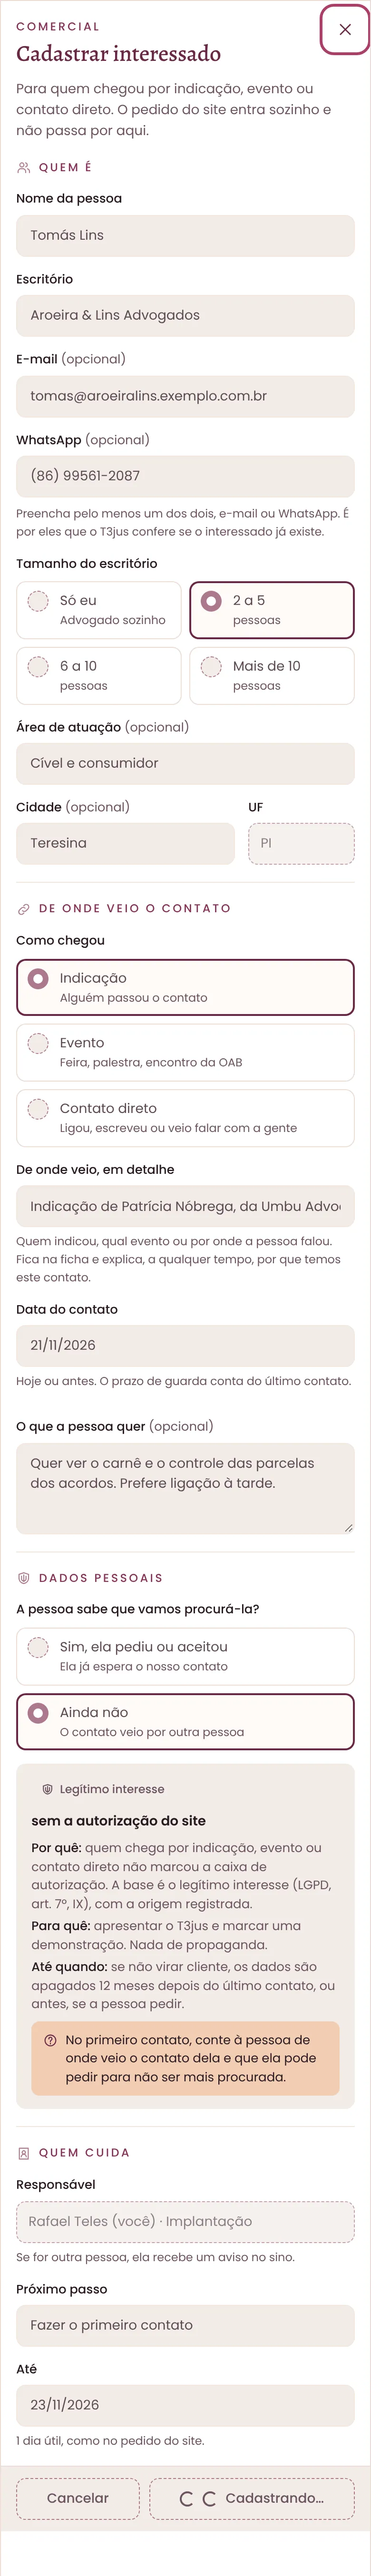 COMERCIAL
Cadastrar interessado
Para quem chegou por indicação, evento ou
contato direto. O pedido do site entra sozinho e
não passa por aqui.
QUEM É
Nome da pessoa
Tomás Lins
Escritório
Aroeira & Lins Advogados
E-mail (opcional)
tomas@aroeiralins.exemplo.com.br
WhatsApp (opcional)
(86) 99561-2087
Preencha pelo menos um dos dois, e-mail ou WhatsApp. É
por eles que o T3jus confere se o interessado já existe.
Tamanho do escritório
Só eu
Advogado sozinho
2 a 5
pessoas
6 a 10
pessoas
Mais de 10
pessoas
Área de atuação (opcional)
Cível e consumidor
Cidade (opcional)
Teresina
UF
PI
DE ONDE VEIO O CONTATO
Como chegou
Indicação
Alguém passou o contato
Evento
Feira, palestra, encontro da OAB
Contato direto
Ligou, escreveu ou veio falar com a gente
De onde veio, em detalhe
Indicação de Patrícia Nóbrega, da Umbu Advo
Quem indicou, qual evento ou por onde a pessoa falou.
Fica na ficha e explica, a qualquer tempo, por que temos
este contato.
Data do contato
21/11/2026
Hoje ou antes. O prazo de guarda conta do último contato.
O que a pessoa quer (opcional)
Quer ver o carnê e o controle das parcelas
dos acordos. Prefere ligação à tarde.
DADOS PESSOAIS
A pessoa sabe que vamos procurá-la?
Sim, ela pediu ou aceitou
Ela já espera o nosso contato
Ainda não
O contato veio por outra pessoa
Legítimo interesse
sem a autorização do site
Por quê: quem chega por indicação, evento ou
contato direto não marcou a caixa de
autorização. A base é o legítimo interesse (LGPD,
art. 7º, IX), com a origem registrada.
Para quê: apresentar o T3jus e marcar uma
demonstração. Nada de propaganda.
Até quando: se não virar cliente, os dados são
apagados 12 meses depois do último contato, ou
antes, se a pessoa pedir.
No primeiro contato, conte à pessoa de
onde veio o contato dela e que ela pode
pedir para não ser mais procurada.
QUEM CUIDA
Responsável
Rafael Teles (você) · Implantação
Se for outra pessoa, ela recebe um aviso no sino.
Próximo passo
Fazer o primeiro contato
Até
23/11/2026
1 dia útil, como no pedido do site.
Cancelar
Cadastrando...